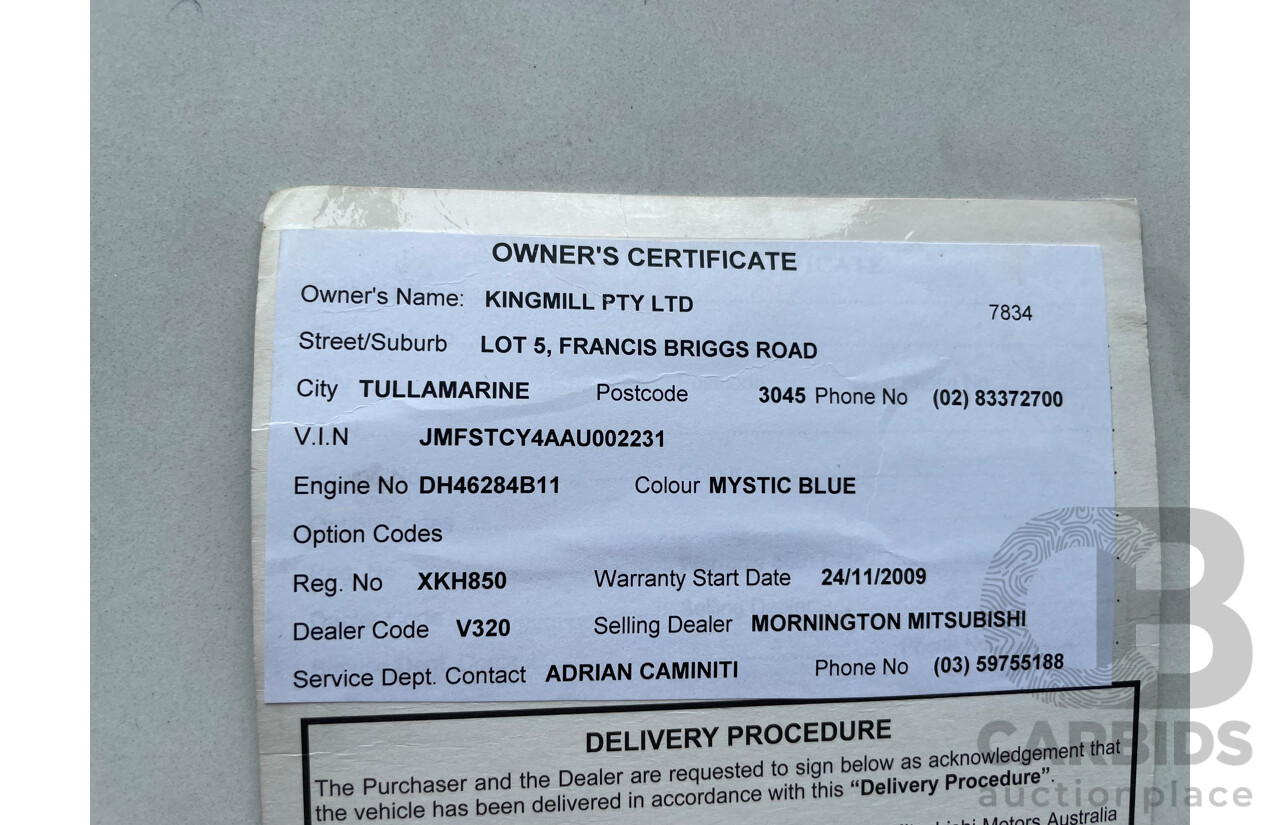 OWNER'S CERTIFICATE
Owner's Name: KINGMILL PTY LTD 7834
Street/Suburb LOT 5, FRANCIS BRIGGS ROAD
City TULLAMARINE Postcode 3045 Phone No (02) 83372700
V.I.N JMFSTCY4AAU002231
Engine No DH46284B11 Colour MYSTIC BLUE
Option Codes
Reg. No XKH850 Warranty Start Date 24/11/2009
Dealer Code V320 Selling Dealer MORNINGTON MITSUBISHI
Service Dept. Contact ADRIAN CAMINITI Phone No (03) 59755188
DELIVERY PROCEDURE
The Purchaser and the Dealer are requested to sign below as acknowledgement that
the vehicle has been delivered in accordance with this “Delivery Procedure”.
Motors Australia
CARBIDS
auctionplace